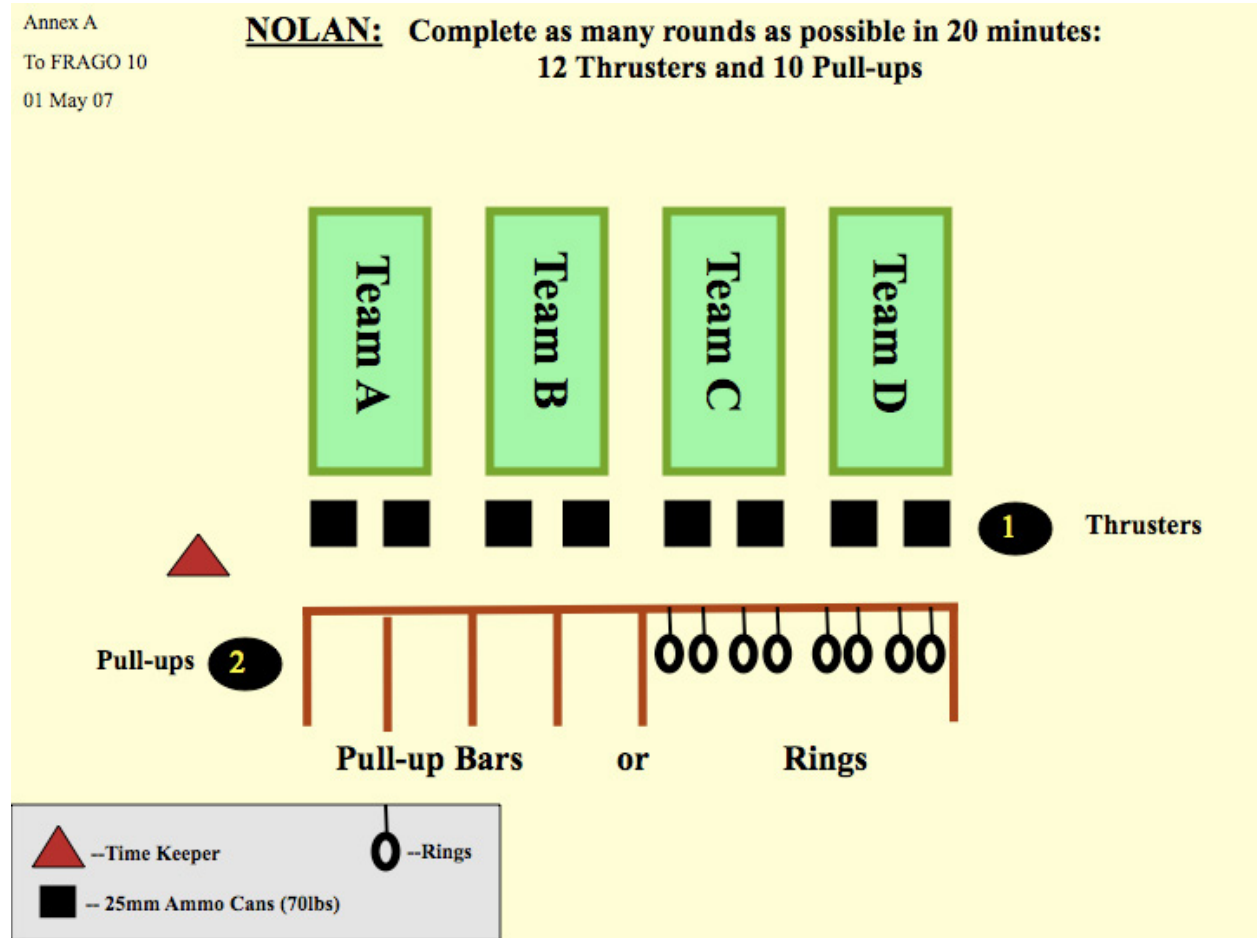 Annex A
To FRAGO 10
01 May 07
NOLAN: Complete as many rounds as possible in 20 minutes:
12 Thrusters and 10 Pull-ups
Team A
Team B
Team C
Team D
1 Thrusters
Pull-ups 2
Pull-up Bars or Rings
--Time Keeper --Rings
-- 25mm Ammo Cans (70lbs)